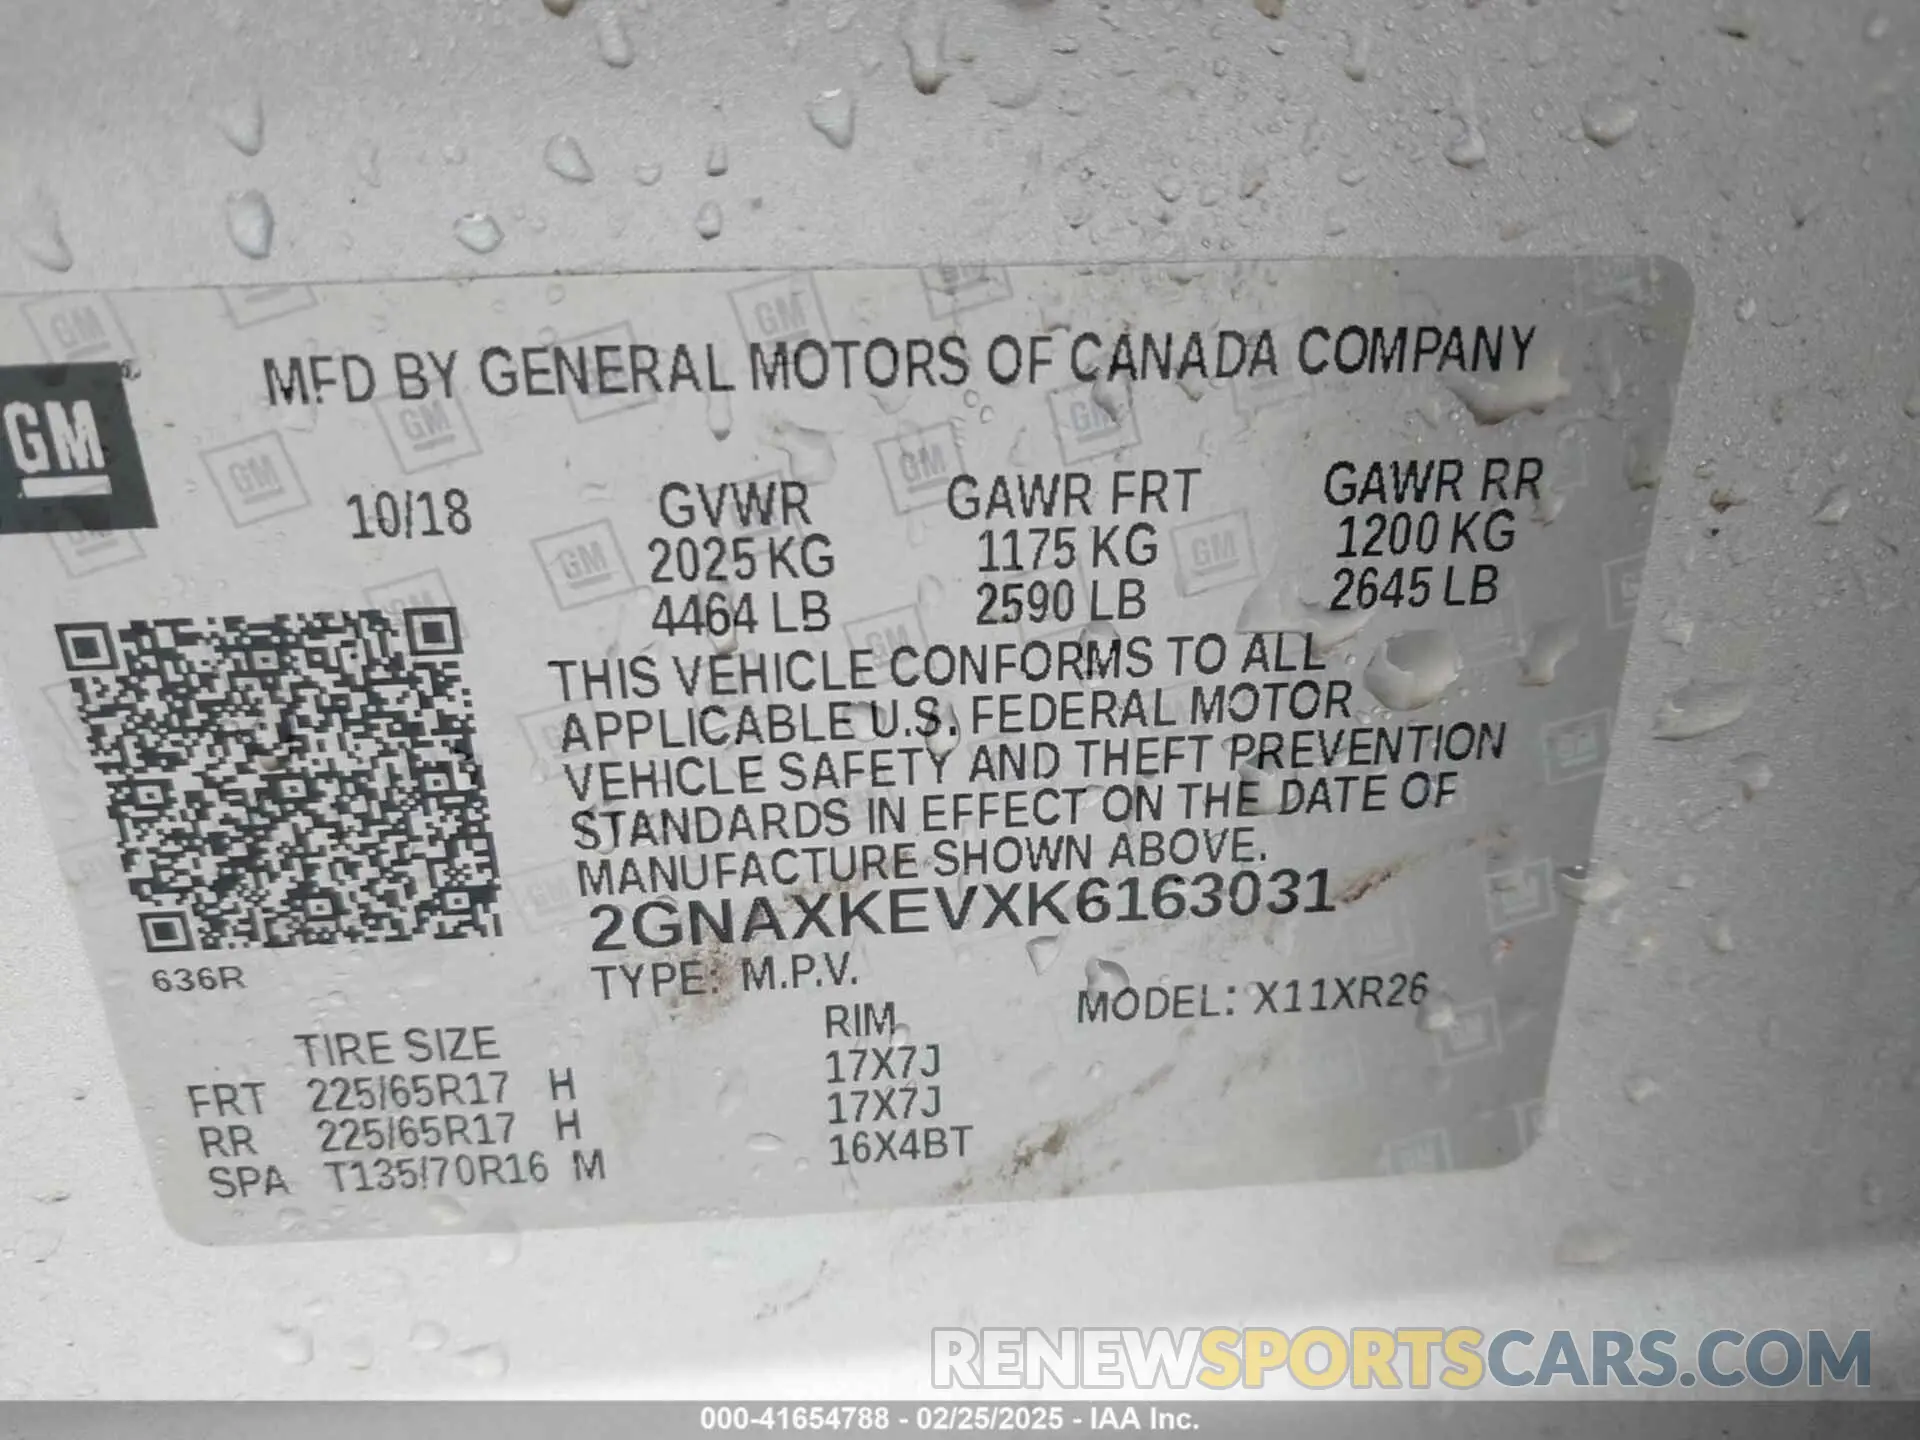 MFD BY GENERAL MOTORS OF CANADA COMPANY
GM
10/18 GVWR GAWR FRT GAWR RR
2025 KG 1175 KG 1200 KG
4464 LB 2590 LB 2645 LB
THIS VEHICLE CONFORMS TO ALL
APPLICABLE U.S. FEDERAL MOTOR
VEHICLE SAFETY AND THEFT PREVENTION
STANDARDS IN EFFECT ON THE DATE OF
MANUFACTURE SHOWN ABOVE.
2GNAXKEVXK6163031
636R
TYPE: M.P.V. MODEL: X11XR26
TIRE SIZE RIM
FRT 225/65R17 H 17X7J
RR 225/65R17 H 17X7J
SPA T135/70R16 M 16X4BT
RENEWSPORTSCARS.COM
000-41654788 - 02/25/2025 - IAA Inc.